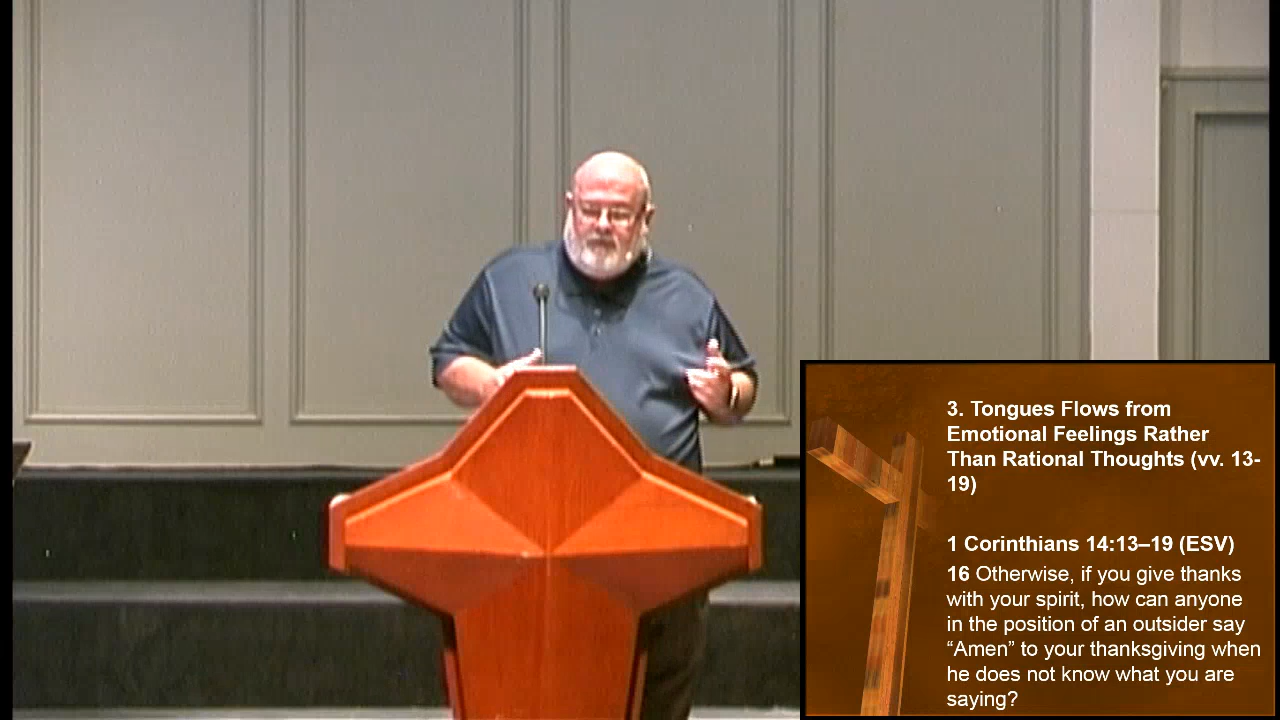 3. Tongues Flows from
Emotional Feelings Rather
Than Rational Thoughts (vv. 13-
19)
1 Corinthians 14:13–19 (ESV)
16 Otherwise, if you give thanks
with your spirit, how can anyone
in the position of an outsider say
“Amen” to your thanksgiving when
he does not know what you are
saying?